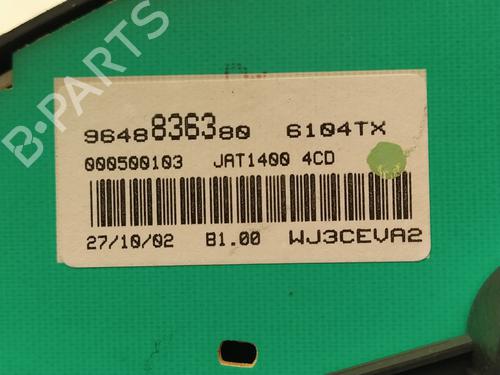 9648836380 6104TX
000500103 JAT1400 4CD
27/10/02 B1.00 WJ3CEVA2
B-PARTS